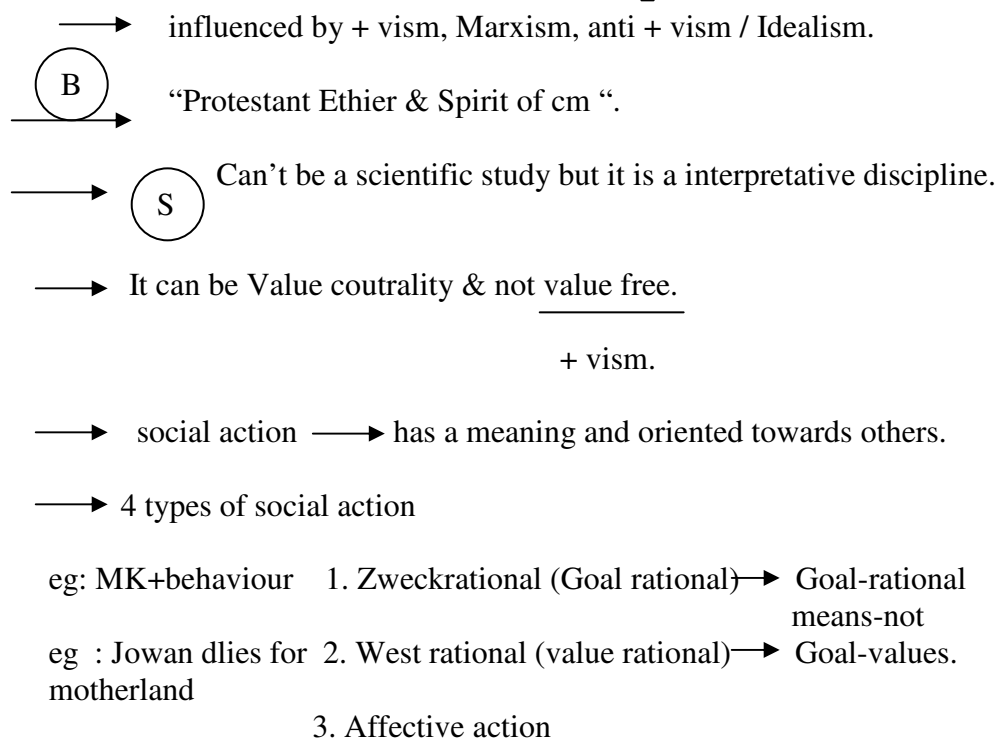 influenced by + vism, Marxism, anti + vism / Idealism.
B
“Protestant Ethier & Spirit of cm “.
S
Can’t be a scientific study but it is a interpretative discipline.
It can be Value coutrality & not value free.
+ vism.
social action → has a meaning and oriented towards others.
4 types of social action
eg: MK+behaviour 1. Zweckrational (Goal rational) → Goal-rational
means-not
eg : Jowan dlies for 2. West rational (value rational) → Goal-values.
motherland
3. Affective action